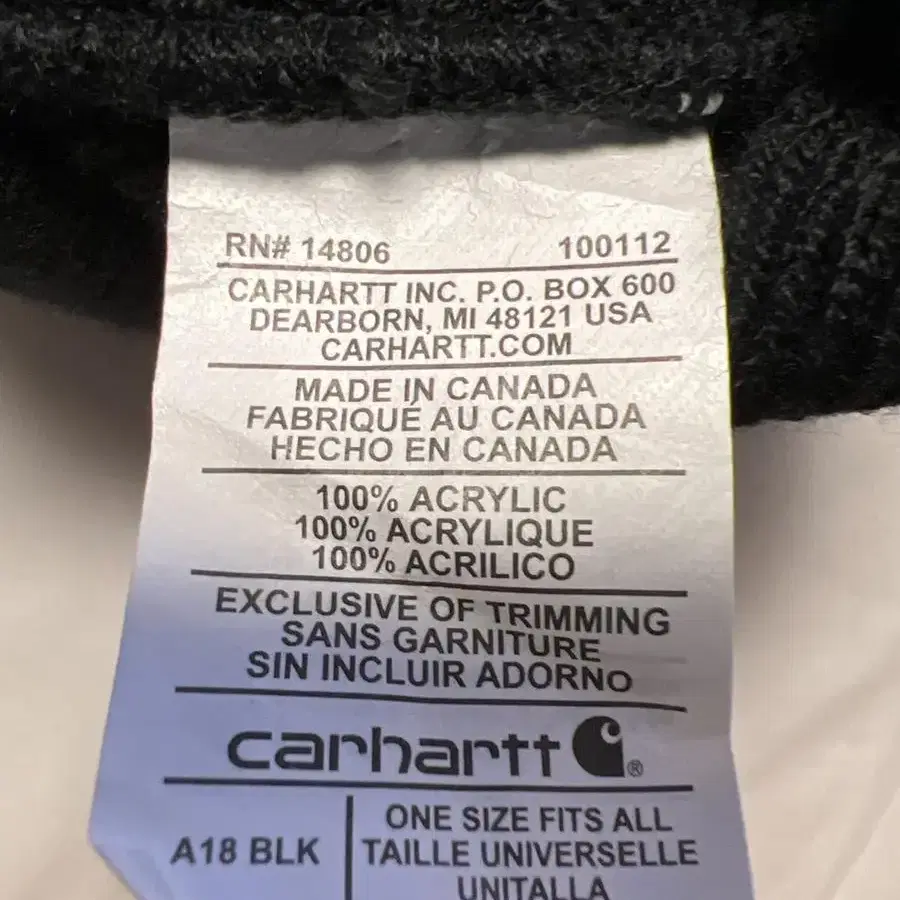 RN# 14806 100112
CARHARTT INC. P.O. BOX 600
DEARBORN, MI 48121 USA
CARHARTT.COM
MADE IN CANADA
FABRIQUÉ AU CANADA
HECHO EN CANADA
100% ACRYLIC
100% ACRYLIQUE
100% ACRILICO
EXCLUSIVE OF TRIMMING
SANS GARNITURE
SIN INCLUIR ADORNO
carhartt ®
A18 BLK
ONE SIZE FITS ALL
TAILLE UNIVERSELLE
UNITALLA